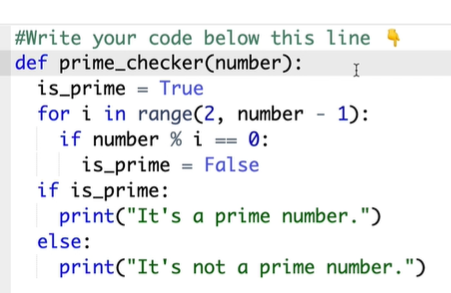 #Write your code below this line 👇
def prime_checker(number):
  is_prime = True
  for i in range(2, number - 1):
    if number % i == 0:
      is_prime = False
  if is_prime:
    print("It's a prime number.")
  else:
    print("It's not a prime number.")